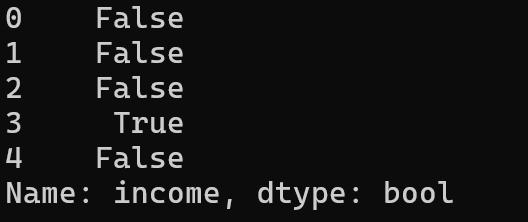 0    False
1    False
2    False
3     True
4    False
Name: income, dtype: bool